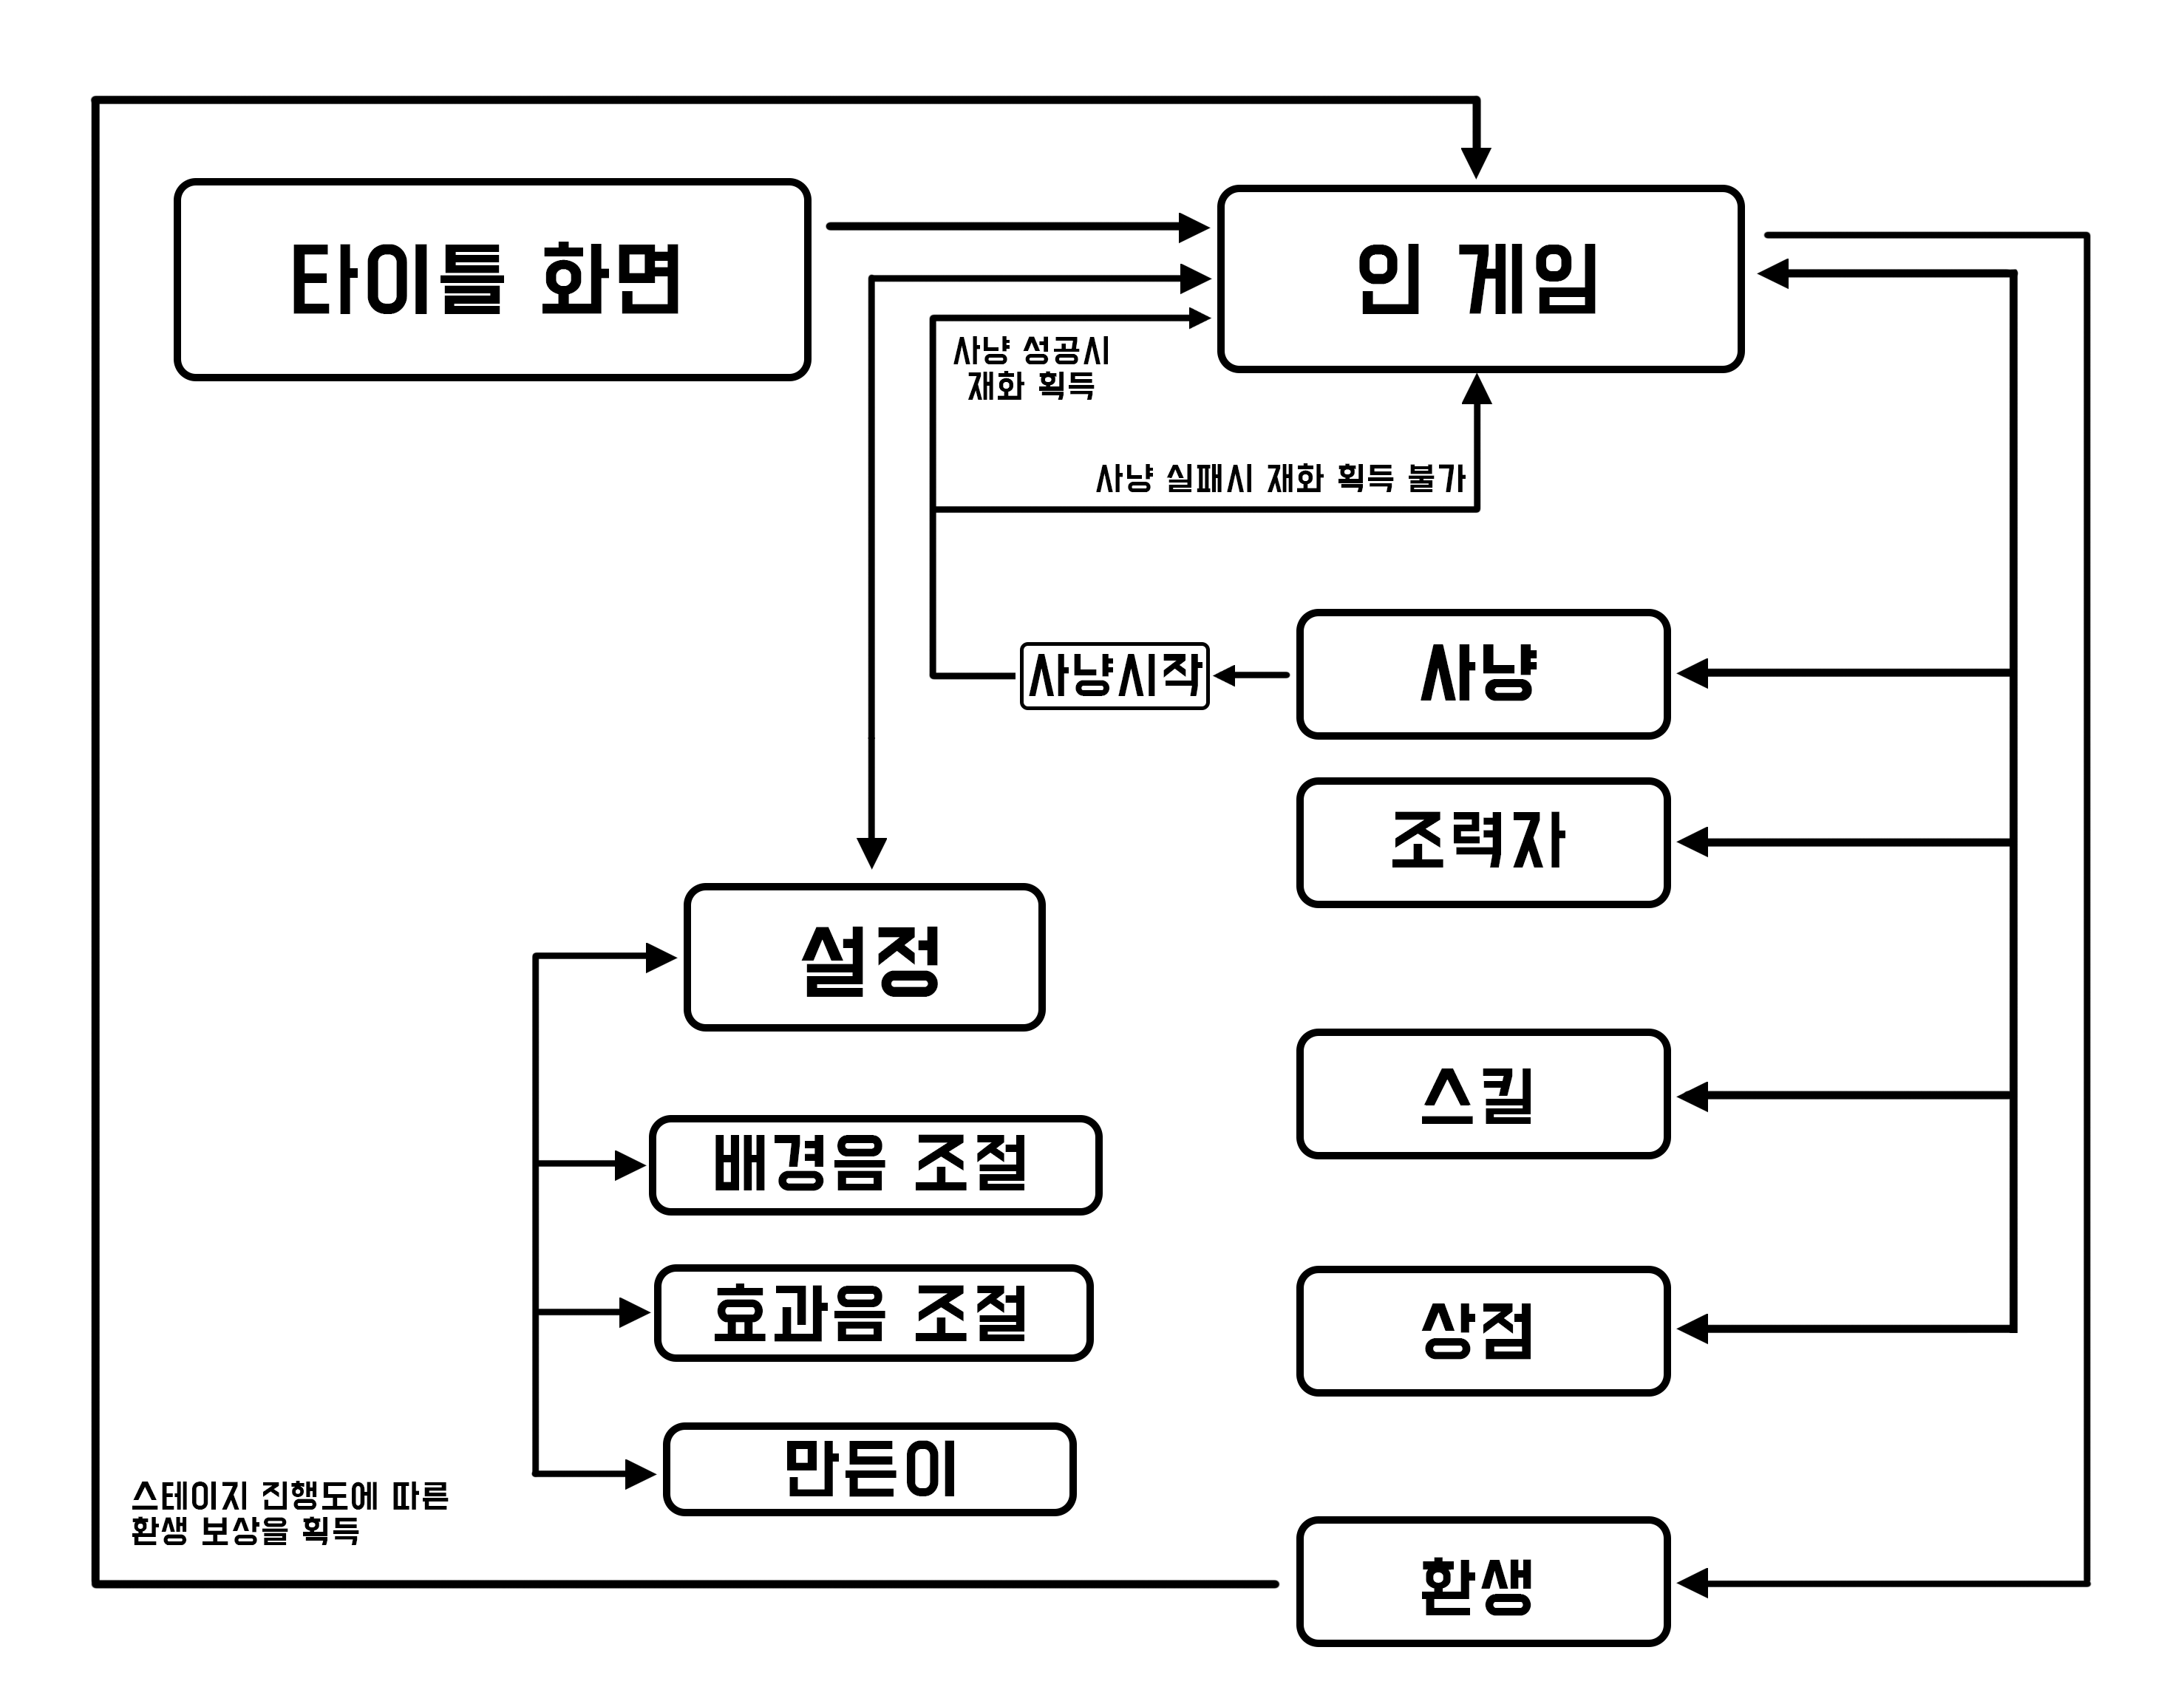 타이틀 화면
인 게임
사냥 성공시
재화 획득
사냥 실패시 재화 획득 불가
사냥시작
사냥
조력자
설정
스킬
배경음 조절
효과음 조절
상점
만든이
스테이지 진행도에 따른
환생 보상을 획득
환생